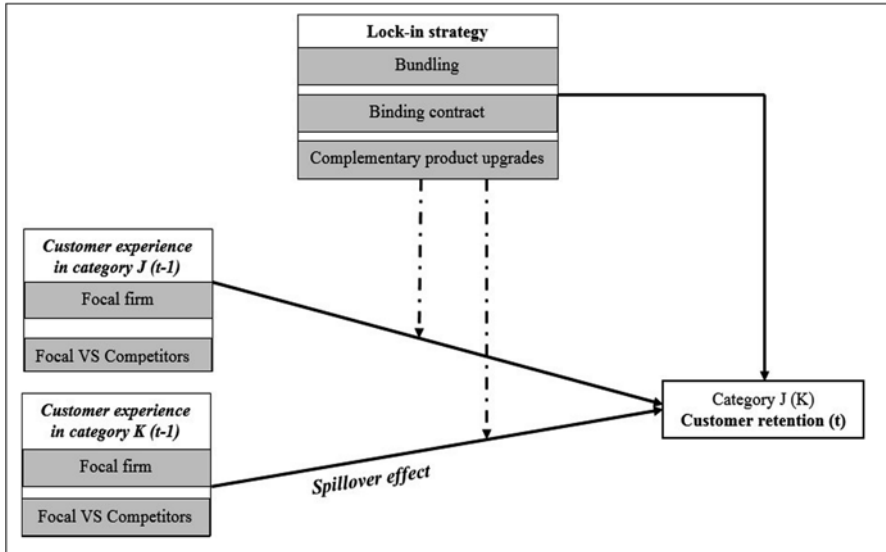 Lock-in strategy
Bundling
Binding contract
Complementary product upgrades
Customer experience
in category J (t-1)
Focal firm
Focal VS Competitors
Customer experience
in category K (t-1)
Focal firm
Focal VS Competitors
Spillover effect
Category J (K)
Customer retention (t)